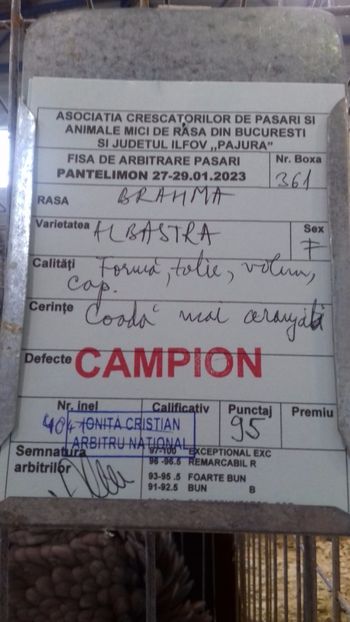 ASOCIATIA CRESCATORILOR DE PASARI SI
ANIMALE MICI DE RASA DIN BUCURESTI
SI JUDETUL ILFOV „PAJURA”
FISA DE ARBITRARE PASARI
PANTELIMON 27-29.01.2023
Nr. Boxa
361
RASA BRAHMA
Varietatea ALBASTRA
Sex
F
Calități Formă, talie, volum,
cap.
Cerințe Coadă mai aranjată
Defecte CAMPION
Nr. inel
IONITA CRISTIAN
ARBITRU NATIONAL
Calificativ
Punctaj
95
Premiu
Semnatura
arbitrilor
97-100 EXCEPTIONAL EXC
96-96.5 REMARCABIL R
93-95.5 FOARTE BUN
91-92.5 BUN B